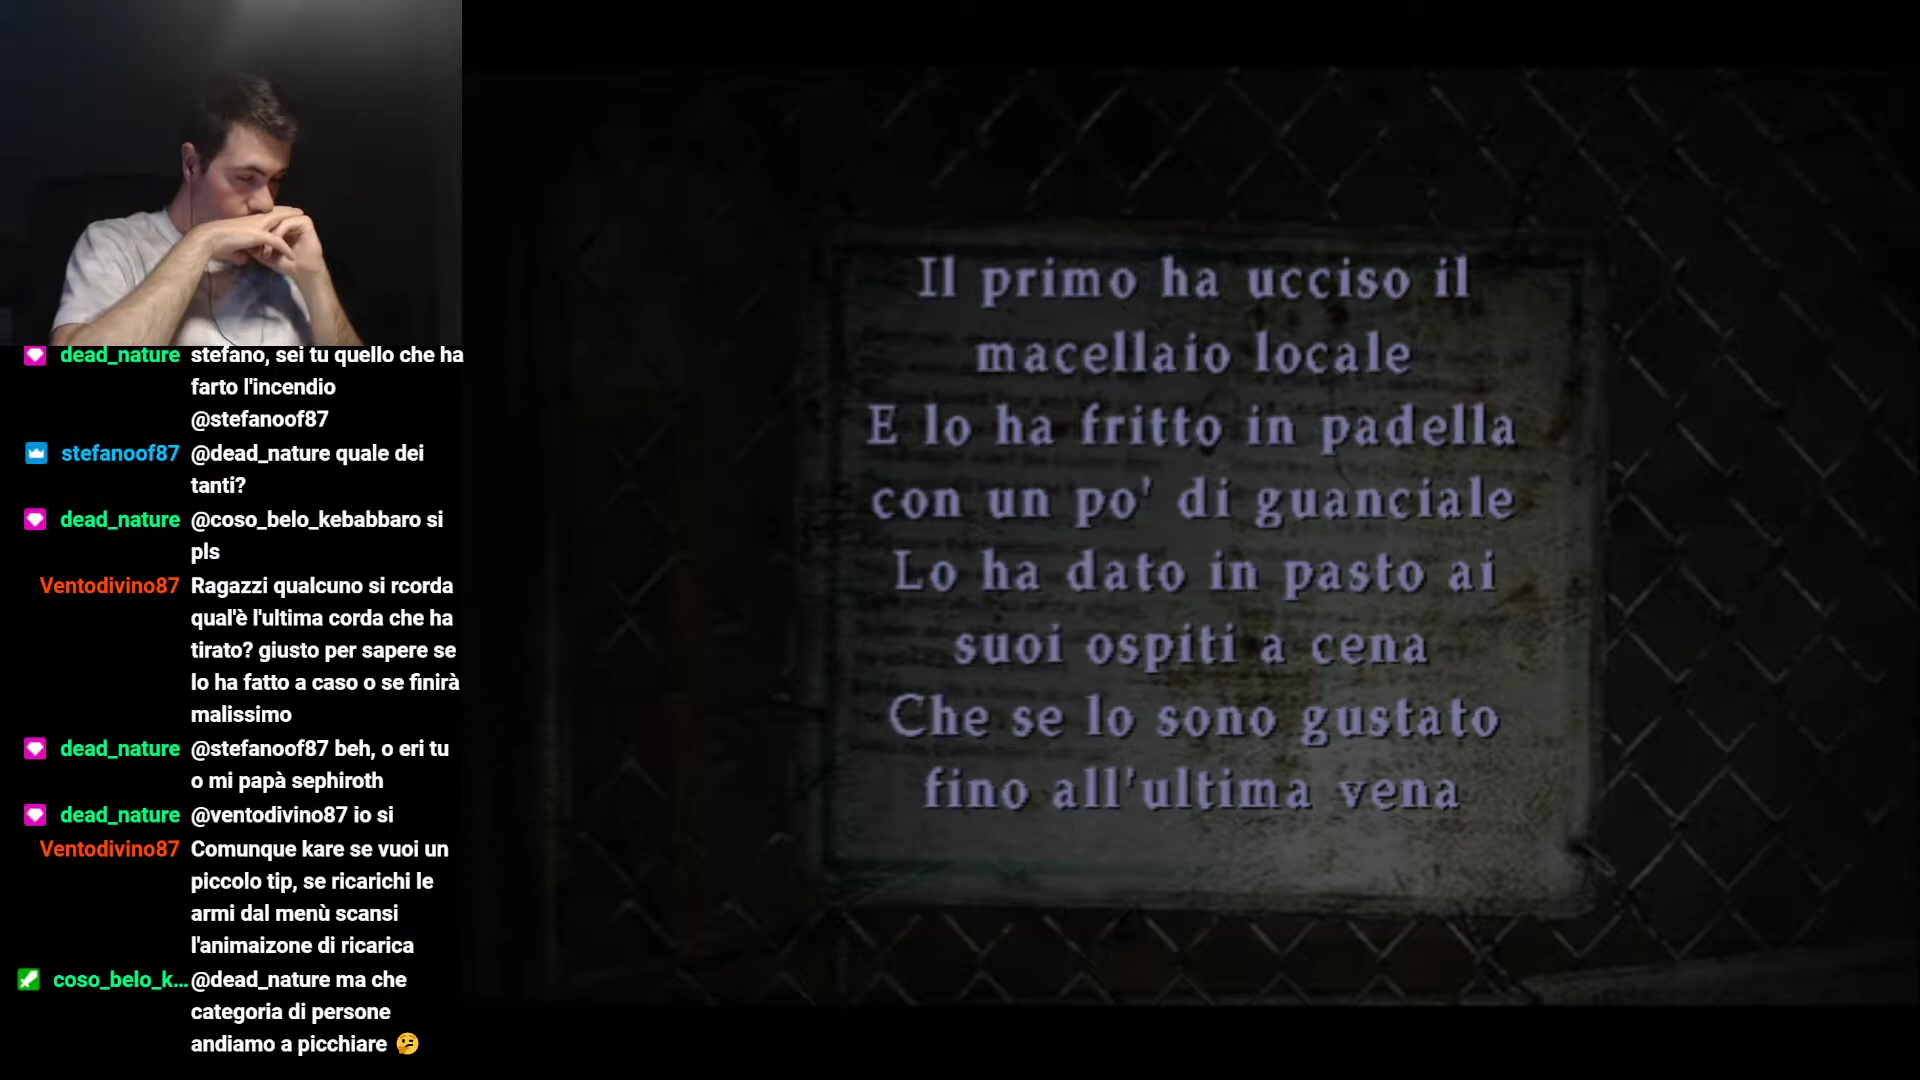 dead_nature stefano, sei tu quello che ha
farto l'incendio
@stefanoof87
stefanoof87 @dead_nature quale dei
tanti?
dead_nature @coso_belo_kebabbaro si
pls
Ventodivino87 Ragazzi qualcuno si rcorda
qual'è l'ultima corda che ha
tirato? giusto per sapere se
lo ha fatto a caso o se finirà
malissimo
dead_nature @stefanoof87 beh, o eri tu
o mi papà sephiroth
dead_nature @ventodivino87 io si
Ventodivino87 Comunque kare se vuoi un
piccolo tip, se ricarichi le
armi dal menù scansi
l'animaizone di ricarica
coso_belo_k... @dead_nature ma che
categoria di persone
andiamo a picchiare 🤔
Il primo ha ucciso il
macellaio locale
E lo ha fritto in padella
con un po' di guanciale
Lo ha dato in pasto ai
suoi ospiti a cena
Che se lo sono gustato
fino all'ultima vena